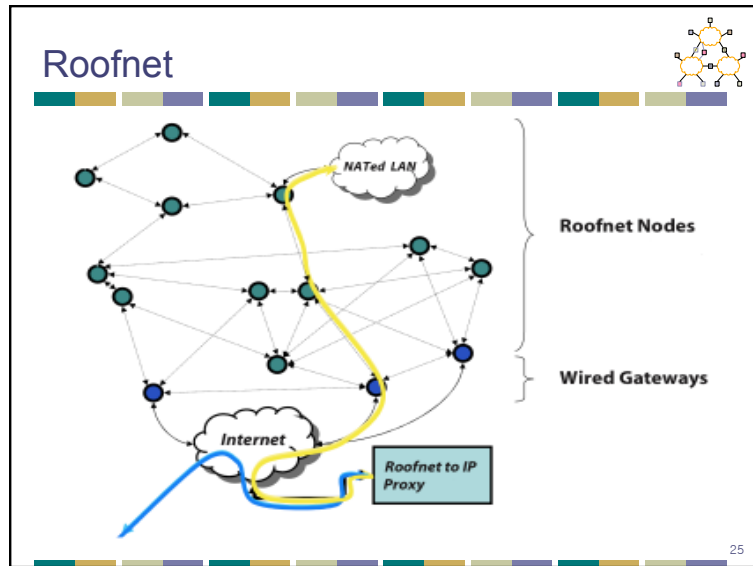 Roofnet
NATed LAN
Roofnet Nodes
Wired Gateways
Internet
Roofnet to IP
Proxy
25